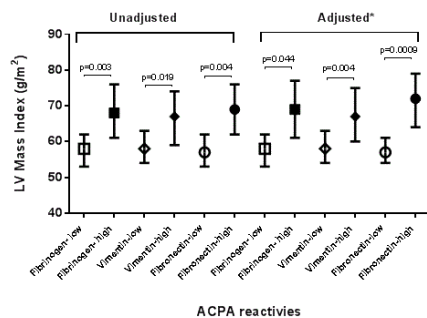 Unadjusted
Adjusted*
p=0.003
p=0.019
p=0.004
p=0.044
p=0.004
p=0.0009
LV Mass Index (g/m²)
90
80
70
60
50
40
Fibrinogen-low
Fibrinogen-high
Vimentin-low
Vimentin-high
Fibronectin-low
Fibronectin-high
Fibrinogen-low
Fibrinogen-high
Vimentin-low
Vimentin-high
Fibronectin-low
Fibronectin-high
ACPA reactivies